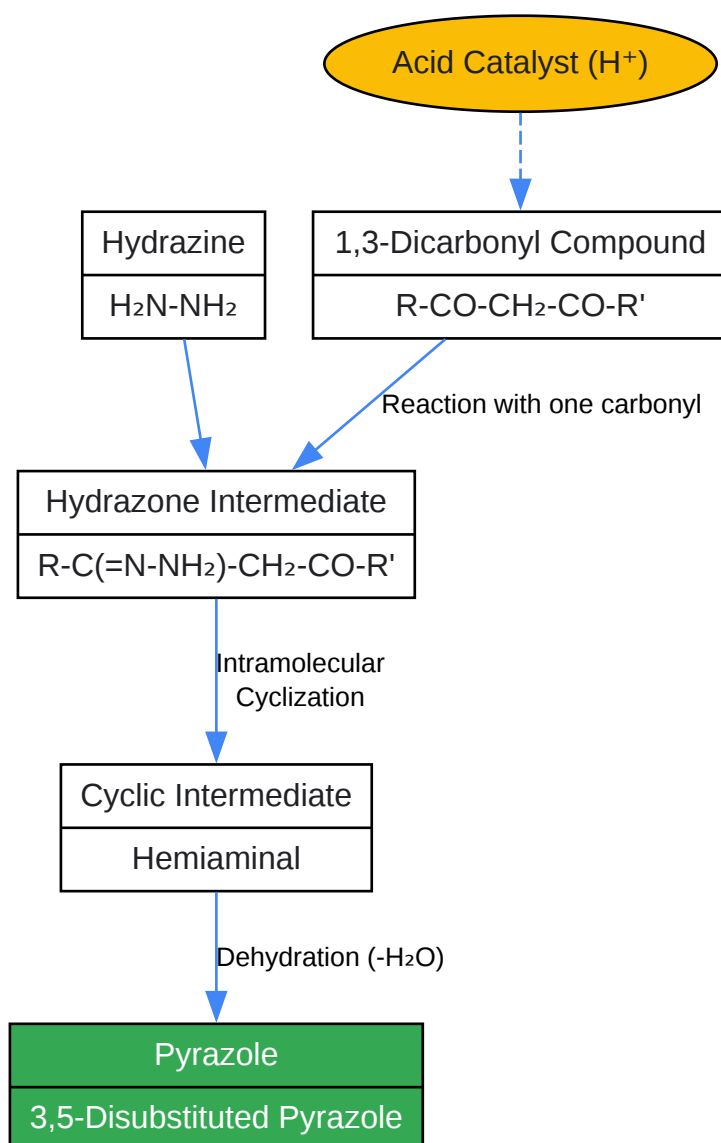 Acid Catalyst (H⁺)
Hydrazine
H₂N-NH₂
1,3-Dicarbonyl Compound
R-CO-CH₂-CO-R'
Reaction with one carbonyl
Hydrazone Intermediate
R-C(=N-NH₂)-CH₂-CO-R'
Intramolecular
Cyclization
Cyclic Intermediate
Hemiaminal
Dehydration (-H₂O)
Pyrazole
3,5-Disubstituted Pyrazole